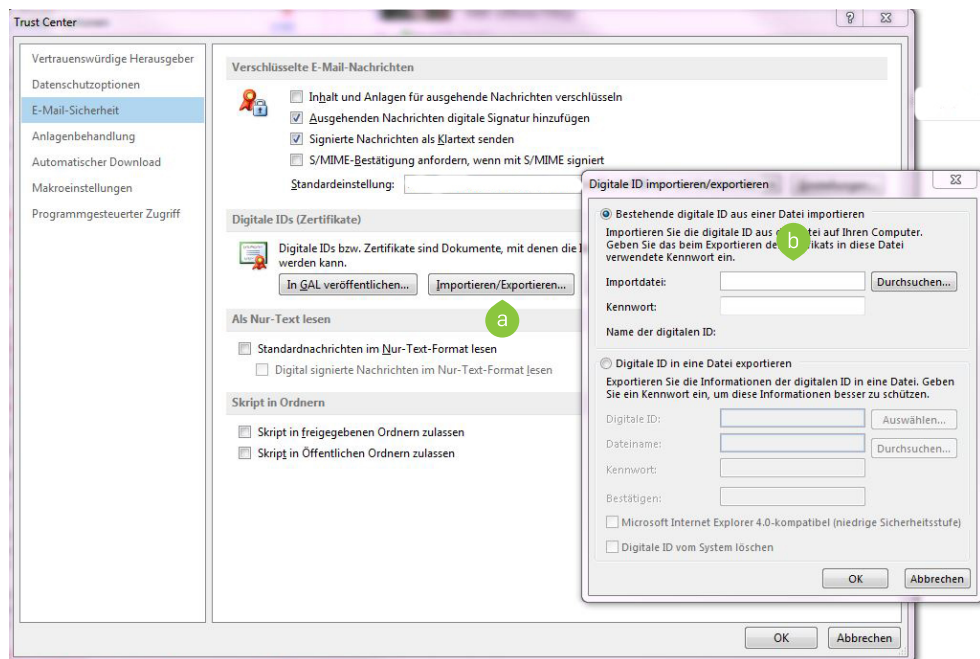 Trust Center
Vertrauenswürdige Herausgeber
Datenschutzoptionen
E-Mail-Sicherheit
Anlagenbehandlung
Automatischer Download
Makroeinstellungen
Programmgesteuerter Zugriff
Verschlüsselte E-Mail-Nachrichten
Inhalt und Anlagen für ausgehende Nachrichten verschlüsseln
Ausgehenden Nachrichten digitale Signatur hinzufügen
Signierte Nachrichten als Klartext senden
S/MIME-Bestätigung anfordern, wenn mit S/MIME signiert
Standardeinstellung:
Digitale IDs (Zertifikate)
Digitale IDs bzw. Zertifikate sind Dokumente, mit denen die
werden kann.
In GAL veröffentlichen... Importieren/Exportieren...
a
Als Nur-Text lesen
Standardnachrichten im Nur-Text-Format lesen
Digital signierte Nachrichten im Nur-Text-Format lesen
Skript in Ordnern
Skript in freigegebenen Ordnern zulassen
Skript in Öffentlichen Ordnern zulassen
OK Abbrechen
Digitale ID importieren/exportieren
Bestehende digitale ID aus einer Datei importieren
Importieren Sie die digitale ID aus auf Ihren Computer.
Geben Sie das beim Exportieren in diese Datei
verwendete Kennwort ein.
b
Importdatei: Durchsuchen...
Kennwort:
Name der digitalen ID:
Digitale ID in eine Datei exportieren
Exportieren Sie die Informationen der digitalen ID in eine Datei. Geben
Sie ein Kennwort ein, um diese Informationen besser zu schützen.
Digitale ID: Auswählen...
Dateiname: Durchsuchen...
Kennwort:
Bestätigen:
Microsoft Internet Explorer 4.0-kompatibel (niedrige Sicherheitsstufe)
Digitale ID vom System löschen
OK Abbrechen